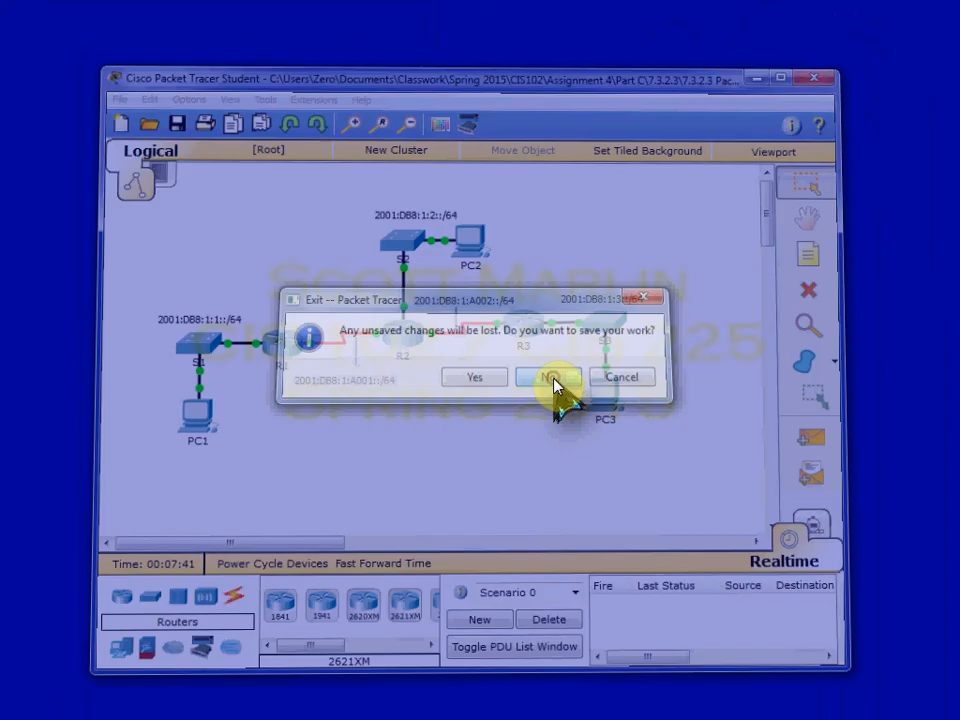 Cisco Packet Tracer Student - C:\Users\Zero\Documents\Classwork\Spring 2015\CIS102\Assignment 4\Part C\7.3.2.3\7.3.2.3 Pac...
File Edit Options View Tools Extensions Help
Logical [Root] New Cluster Move Object Set Tiled Background Viewport
2001:DB8:1:2::/64
S2
PC2
Exit -- Packet Tracer
2001:DB8:1:A002::/64
2001:DB8:1:3::/64
2001:DB8:1:1::/64
Any unsaved changes will be lost. Do you want to save your work?
R3
S3
S1
R1
R2
2001:DB8:1:A001::/64
Yes
Cancel
PC1
PC3
Realtime
Time: 00:07:41 Power Cycle Devices Fast Forward Time
Fire Last Status Source Destination
Scenario 0
1841 1941 2620XM 2621XM
New Delete
Routers
Toggle PDU List Window
2621XM